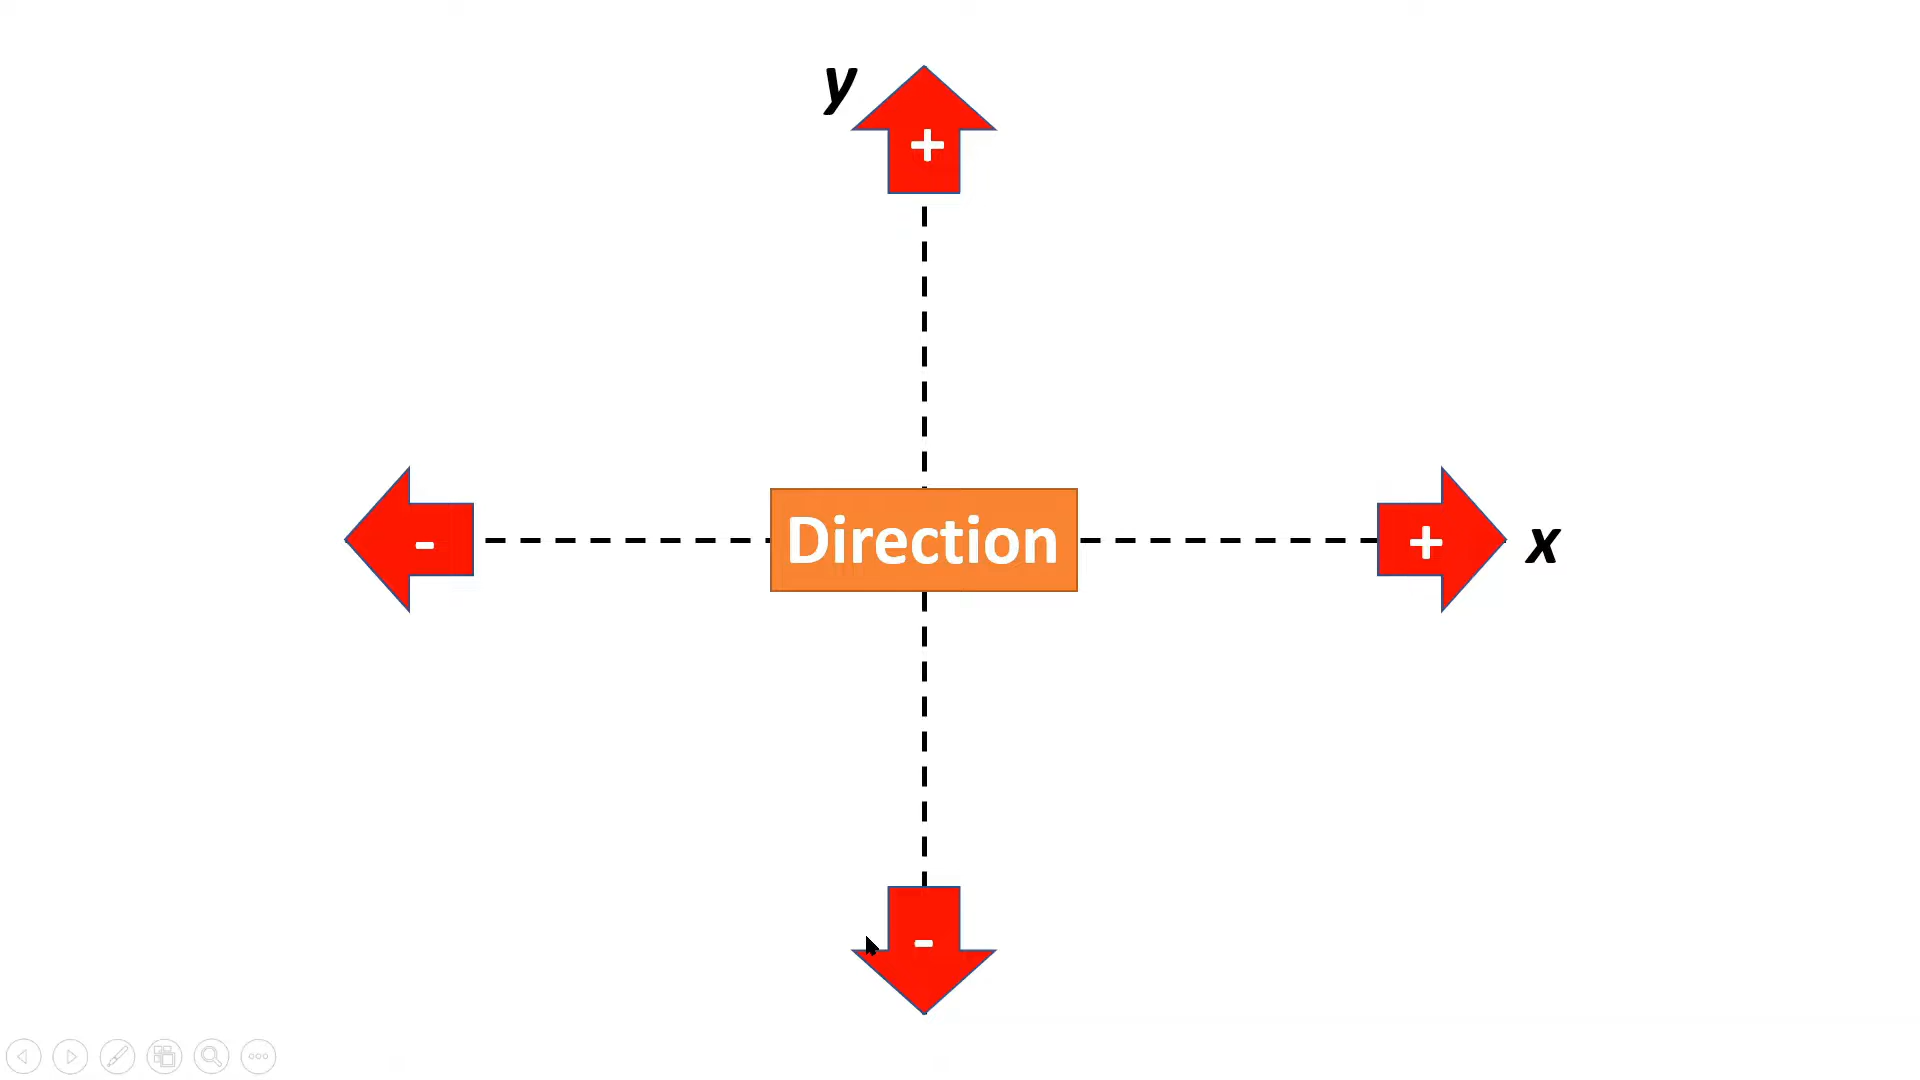 y
+
-
Direction
+
x
-